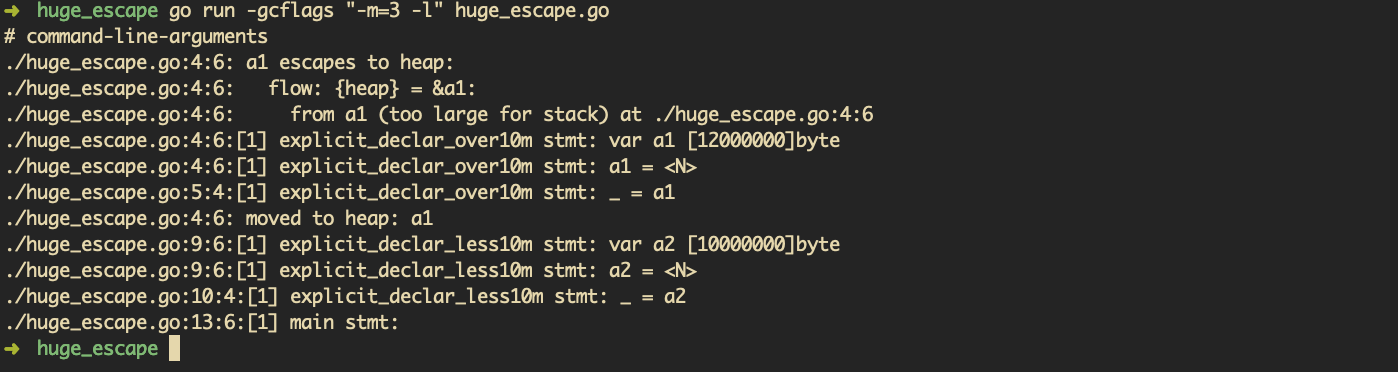 ➜ huge_escape go run -gcflags "-m=3 -l" huge_escape.go
# command-line-arguments
./huge_escape.go:4:6: a1 escapes to heap:
./huge_escape.go:4:6:   flow: {heap} = &a1:
./huge_escape.go:4:6:     from a1 (too large for stack) at ./huge_escape.go:4:6
./huge_escape.go:4:6:[1] explicit_declar_over10m stmt: var a1 [12000000]byte
./huge_escape.go:4:6:[1] explicit_declar_over10m stmt: a1 = <N>
./huge_escape.go:5:4:[1] explicit_declar_over10m stmt: _ = a1
./huge_escape.go:4:6: moved to heap: a1
./huge_escape.go:9:6:[1] explicit_declar_less10m stmt: var a2 [10000000]byte
./huge_escape.go:9:6:[1] explicit_declar_less10m stmt: a2 = <N>
./huge_escape.go:10:4:[1] explicit_declar_less10m stmt: _ = a2
./huge_escape.go:13:6:[1] main stmt:
➜ huge_escape